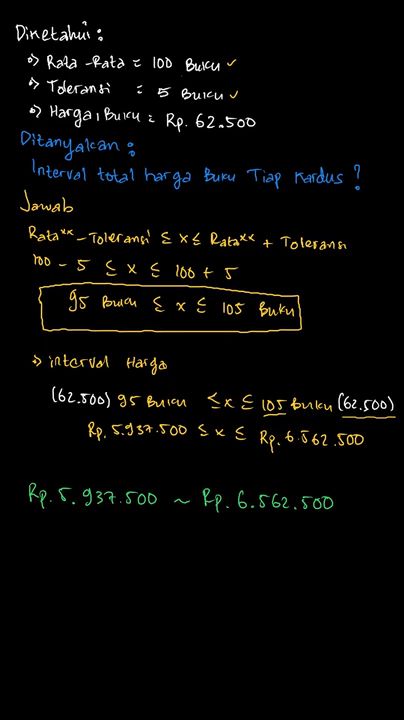 Diketahui :
⇒ Rata-Rata = 100 Buku ✓
⇒ Toleransi = 5 Buku ✓
⇒ Harga 1 Buku = Rp. 62.500
Ditanyakan :
Interval total harga Buku Tiap Kardus ?
Jawab
Rata** - Toleransi ≤ x ≤ Rata** + Toleransi
100 - 5 ≤ x ≤ 100 + 5
95 Buku ≤ x ≤ 105 Buku
⇒ interval Harga
(62.500) 95 Buku ≤ x ≤ 105 Buku (62.500)
Rp. 5.937.500 ≤ x ≤ Rp. 6.562.500
Rp. 5.937.500 ~ Rp. 6.562.500